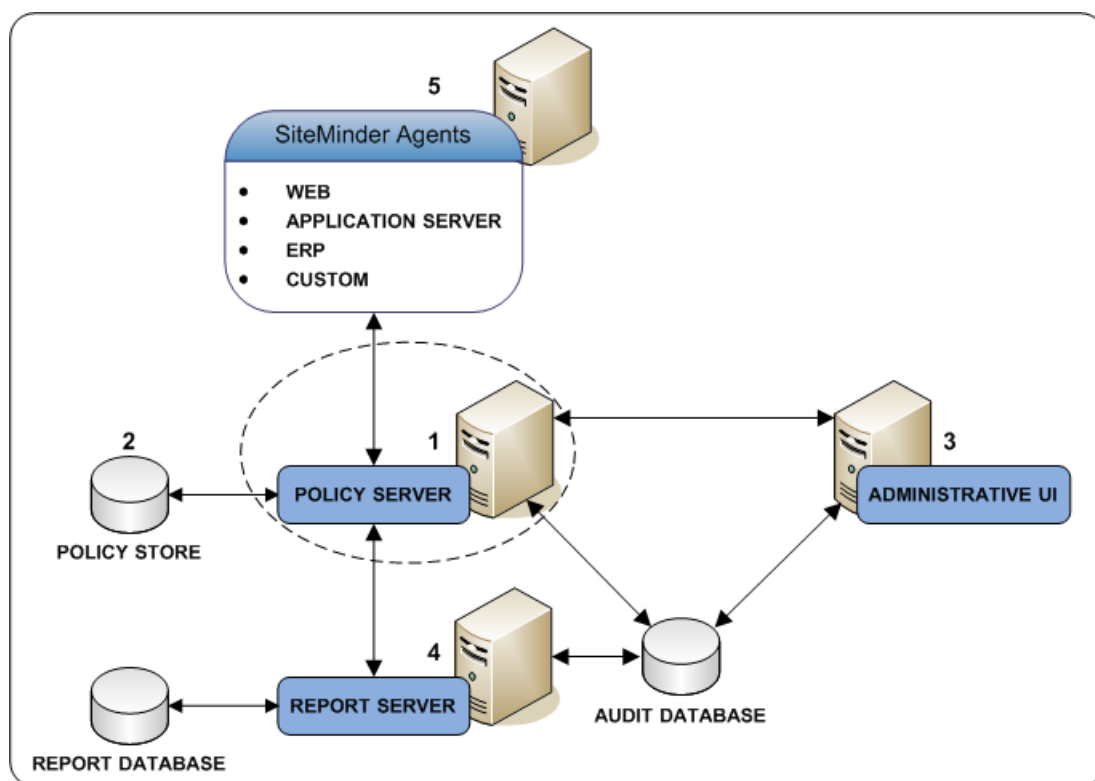 5
SiteMinder Agents
• WEB
• APPLICATION SERVER
• ERP
• CUSTOM
2
1
3
POLICY SERVER
ADMINISTRATIVE UI
POLICY STORE
4
REPORT SERVER
AUDIT DATABASE
REPORT DATABASE